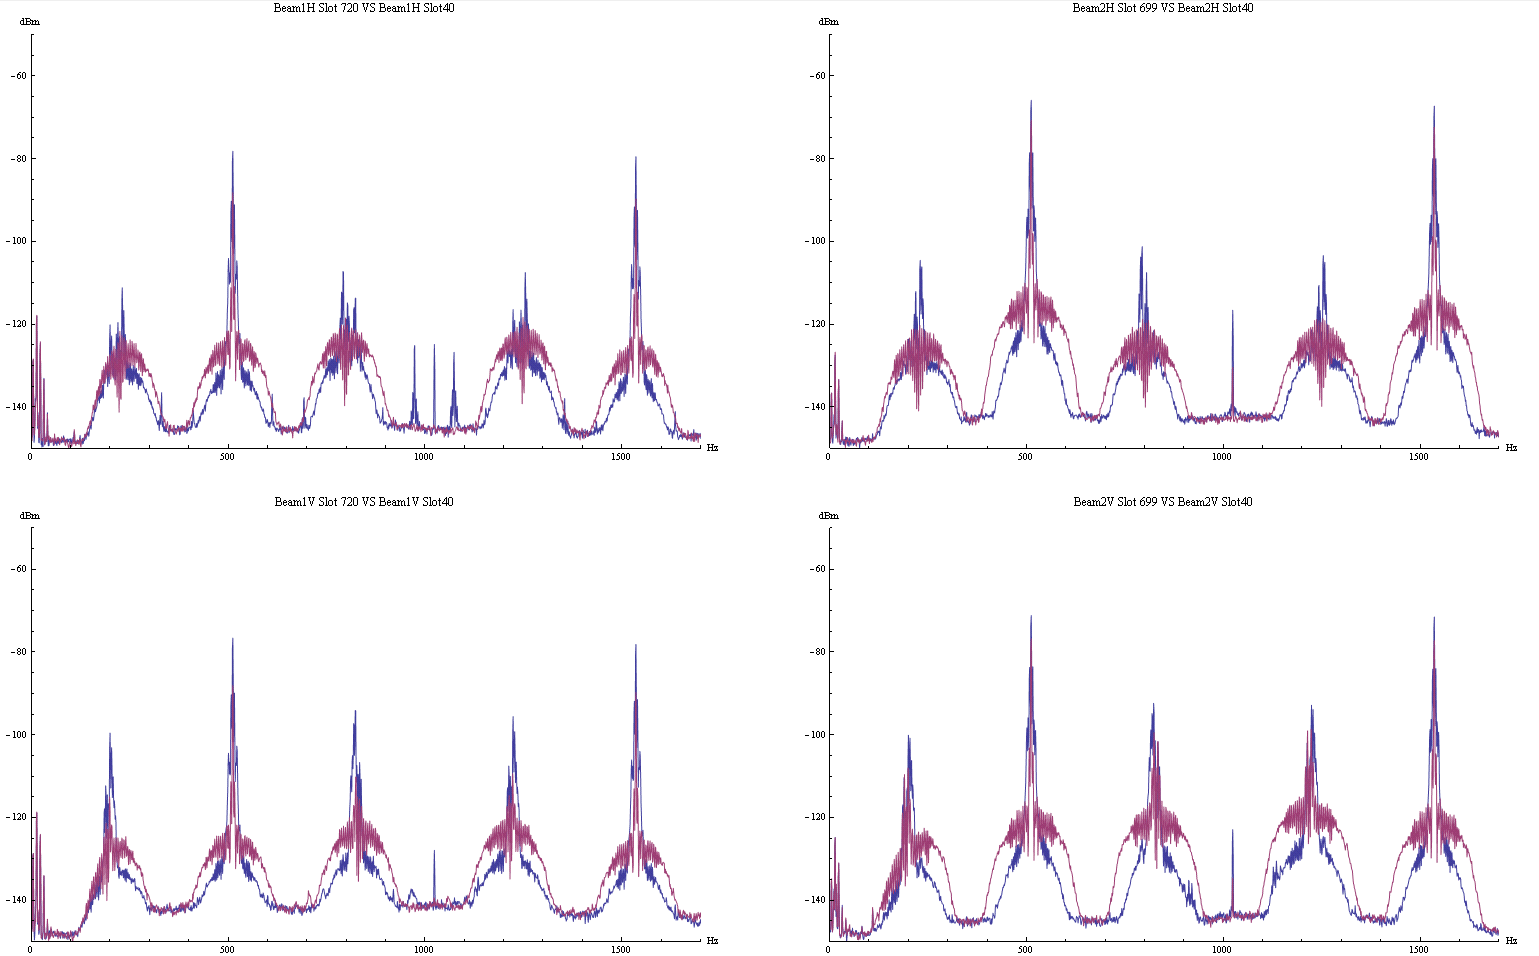 Beam1H Slot 720 VS Beam1H Slot40
dBm
-60
-80
-100
-120
-140
0 500 1000 1500 Hz
Beam2H Slot 699 VS Beam2H Slot40
dBm
-60
-80
-100
-120
-140
0 500 1000 1500 Hz
Beam1V Slot 720 VS Beam1V Slot40
dBm
-60
-80
-100
-120
-140
0 500 1000 1500 Hz
Beam2V Slot 699 VS Beam2V Slot40
dBm
-60
-80
-100
-120
-140
0 500 1000 1500 Hz